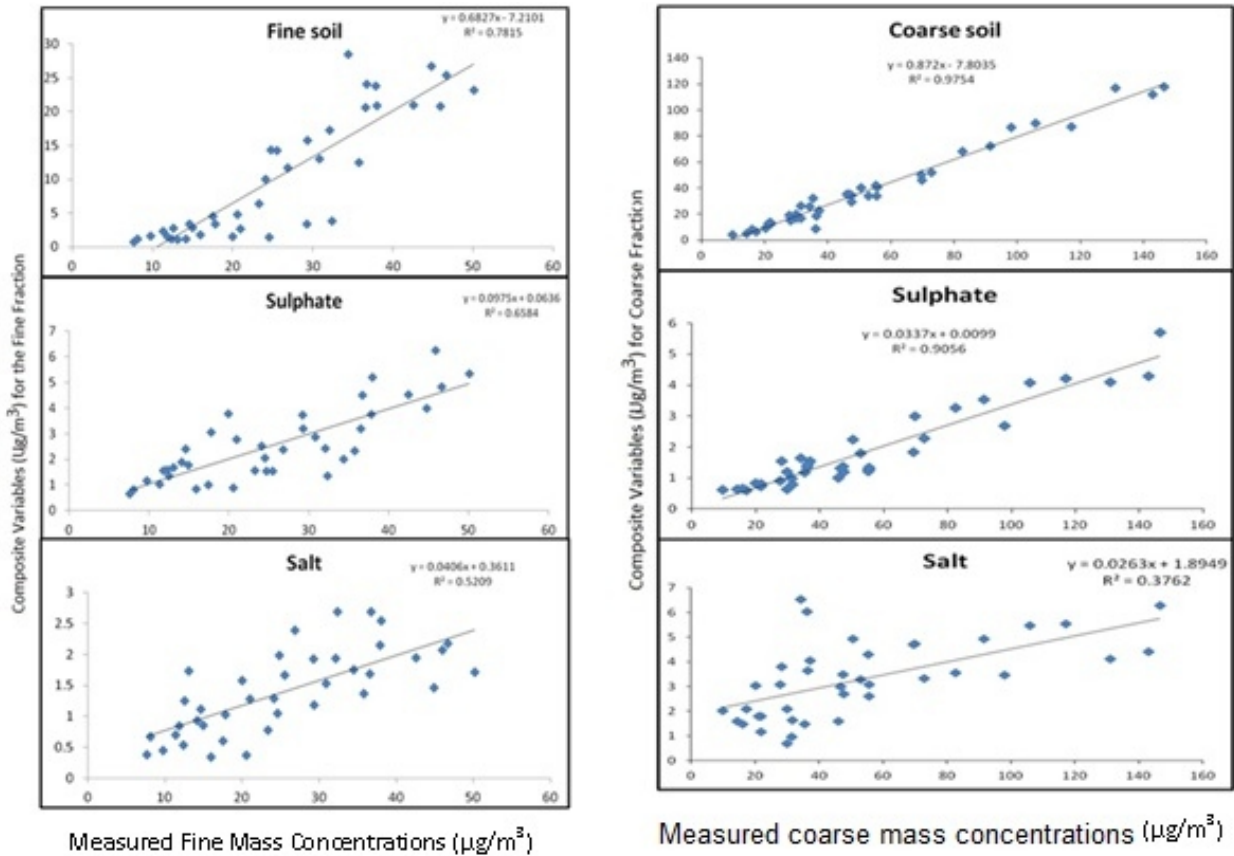 Fine soil
y = 0.6827x - 7.2101
R² = 0.7815
30
25
20
15
10
5
0
0 10 20 30 40 50 60
Sulphate
y = 0.0975x + 0.0636
R² = 0.6584
7
6
5
4
3
2
1
0
0 10 20 30 40 50 60
Salt
y = 0.0406x + 0.3611
R² = 0.5209
3
2.5
2
1.5
1
0.5
0
0 10 20 30 40 50 60
Composite Variables (Ug/m³) for the Fine Fraction
Measured Fine Mass Concentrations (µg/m³)
Coarse soil
y = 0.872x - 7.8035
R² = 0.9754
140
120
100
80
60
40
20
0
0 20 40 60 80 100 120 140 160
Sulphate
y = 0.0337x + 0.0099
R² = 0.9056
6
5
4
3
2
1
0
0 20 40 60 80 100 120 140 160
Salt
y = 0.0263x + 1.8949
R² = 0.3762
7
6
5
4
3
2
1
0
0 20 40 60 80 100 120 140 160
Composite Variables (Ug/m³) for Coarse Fraction
Measured coarse mass concentrations (µg/m³)